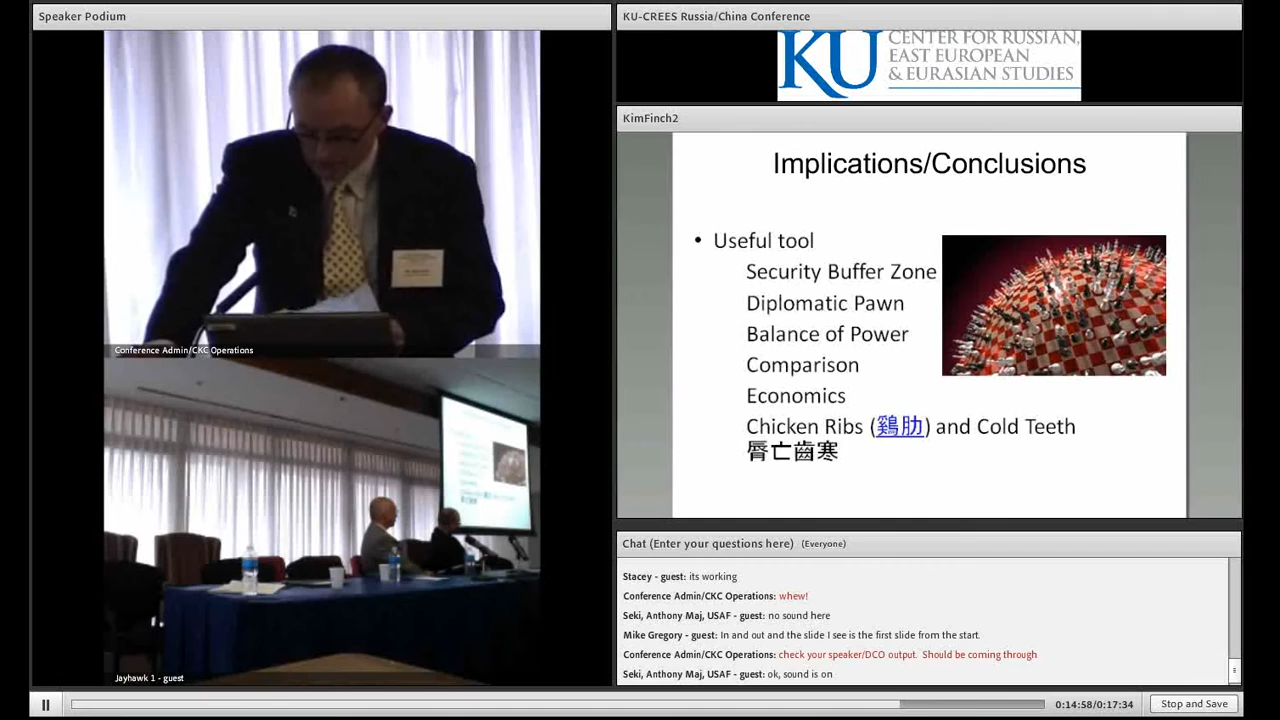 Speaker Podium
Conference Admin/CKC Operations
Jayhawk 1 - guest
KU-CREES Russia/China Conference
KU CENTER FOR RUSSIAN,
EAST EUROPEAN
& EURASIAN STUDIES
KimFinch2
Implications/Conclusions
• Useful tool
Security Buffer Zone
Diplomatic Pawn
Balance of Power
Comparison
Economics
Chicken Ribs (鷄肋) and Cold Teeth
脣亡齒寒
Chat (Enter your questions here) (Everyone)
Stacey - guest: its working
Conference Admin/CKC Operations: whew!
Seki, Anthony Maj, USAF - guest: no sound here
Mike Gregory - guest: In and out and the slide I see is the first slide from the start.
Conference Admin/CKC Operations: check your speaker/DCO output. Should be coming through
Seki, Anthony Maj, USAF - guest: ok, sound is on
0:14:58/0:17:34
Stop and Save